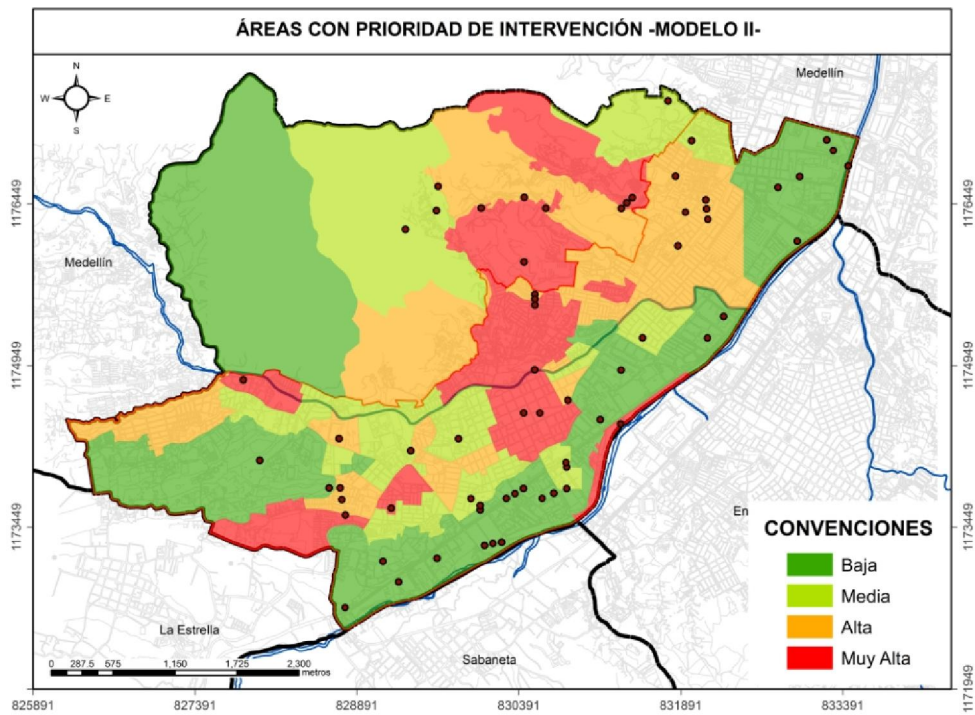 ÁREAS CON PRIORIDAD DE INTERVENCIÓN -MODELO II-
N
W E
S
Medellín
Medellín
1176449
1176449
1174949
1174949
1173449
1173449
En
CONVENCIONES
Baja
Media
Alta
Muy Alta
La Estrella
Sabaneta
0 287.5 575 1,150 1,725 2,300
metros
1171949
825891 827391 828891 830391 831891 833391